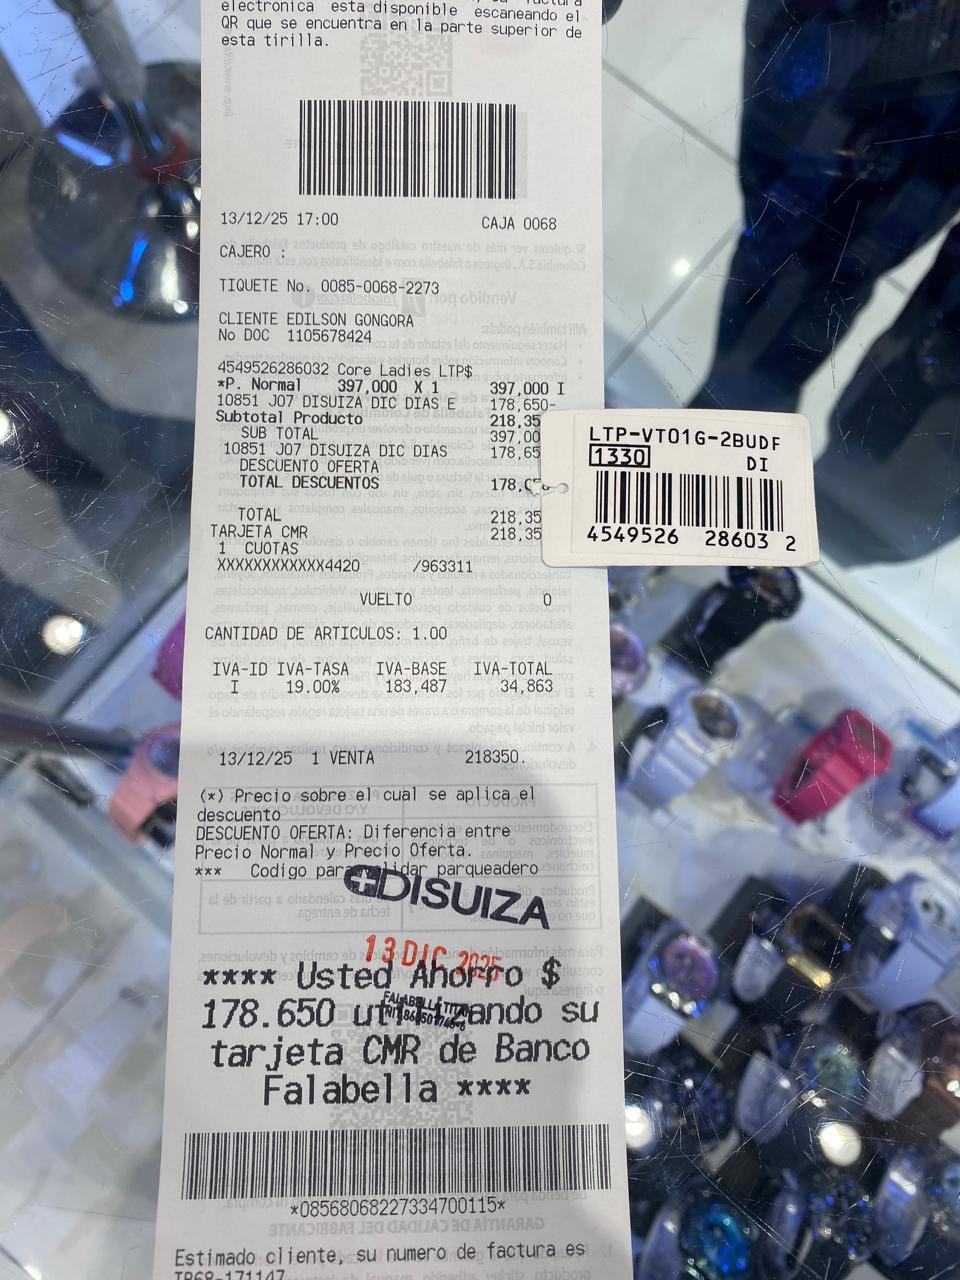 electronica esta disponible escaneando el
QR que se encuentra en la parte superior de
esta tirilla.
13/12/25 17:00 CAJA 0068
CAJERO :
TIQUETE No. 0085-0068-2273
CLIENTE EDILSON GONGORA
No DOC 1105678424
4549526286032 Core Ladies LTP$
*P. Normal 397,000 X 1 397,000 I
10851 J07 DISUIZA DIC DIAS E 178,650-
Subtotal Producto 218,35
SUB TOTAL 397,00
10851 J07 DISUIZA DIC DIAS 178,65
DESCUENTO OFERTA
TOTAL DESCUENTOS
TOTAL 218,35
TARJETA CMR 218,35
1 CUOTAS
XXXXXXXXXXXX4420 /963311
VUELTO 0
CANTIDAD DE ARTICULOS: 1.00
IVA-ID IVA-TASA IVA-BASE IVA-TOTAL
I 19.00% 183,487 34,863
13/12/25 1 VENTA 218350.
(*) Precio sobre el cual se aplica el
descuento
DESCUENTO OFERTA: Diferencia entre
Precio Normal y Precio Oferta.
*** Codigo para validar parqueadero
DISUIZA
13 DIC 2025
**** Usted Ahorro $
178.650 utilizando su
tarjeta CMR de Banco
Falabella ****
*08568068227334700115*
Estimado cliente, su numero de factura es
LTP-VT01G-2BUDF
1330 DI
4549526 28603 2